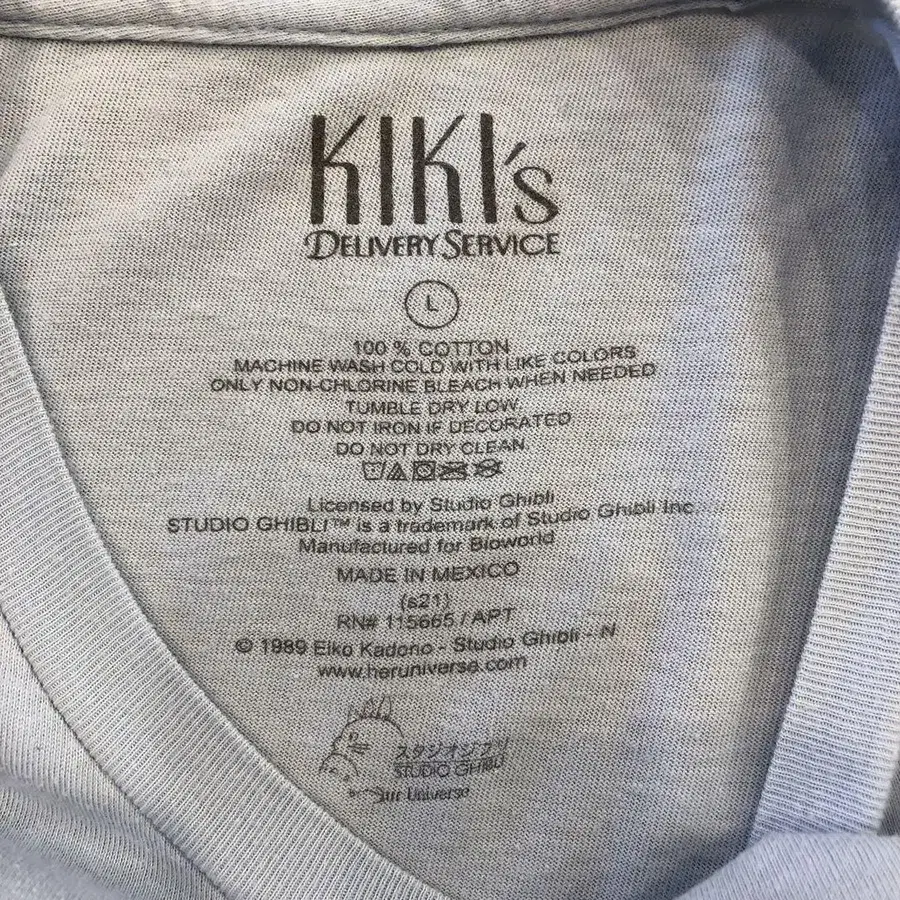 KIKI's
DELIVERY SERVICE
L
100 % COTTON
MACHINE WASH COLD WITH LIKE COLORS
ONLY NON-CHLORINE BLEACH WHEN NEEDED
TUMBLE DRY LOW.
DO NOT IRON IF DECORATED
DO NOT DRY CLEAN.
Licensed by Studio Ghibli
STUDIO GHIBLI™ is a trademark of Studio Ghibli Inc
Manufactured for Bioworld
MADE IN MEXICO
(s21)
RN# 115665 / APT
© 1989 Eiko Kadono - Studio Ghibli - N
www.heruniverse.com
スタジオジブリ
STUDIO GHIBLI
Universe